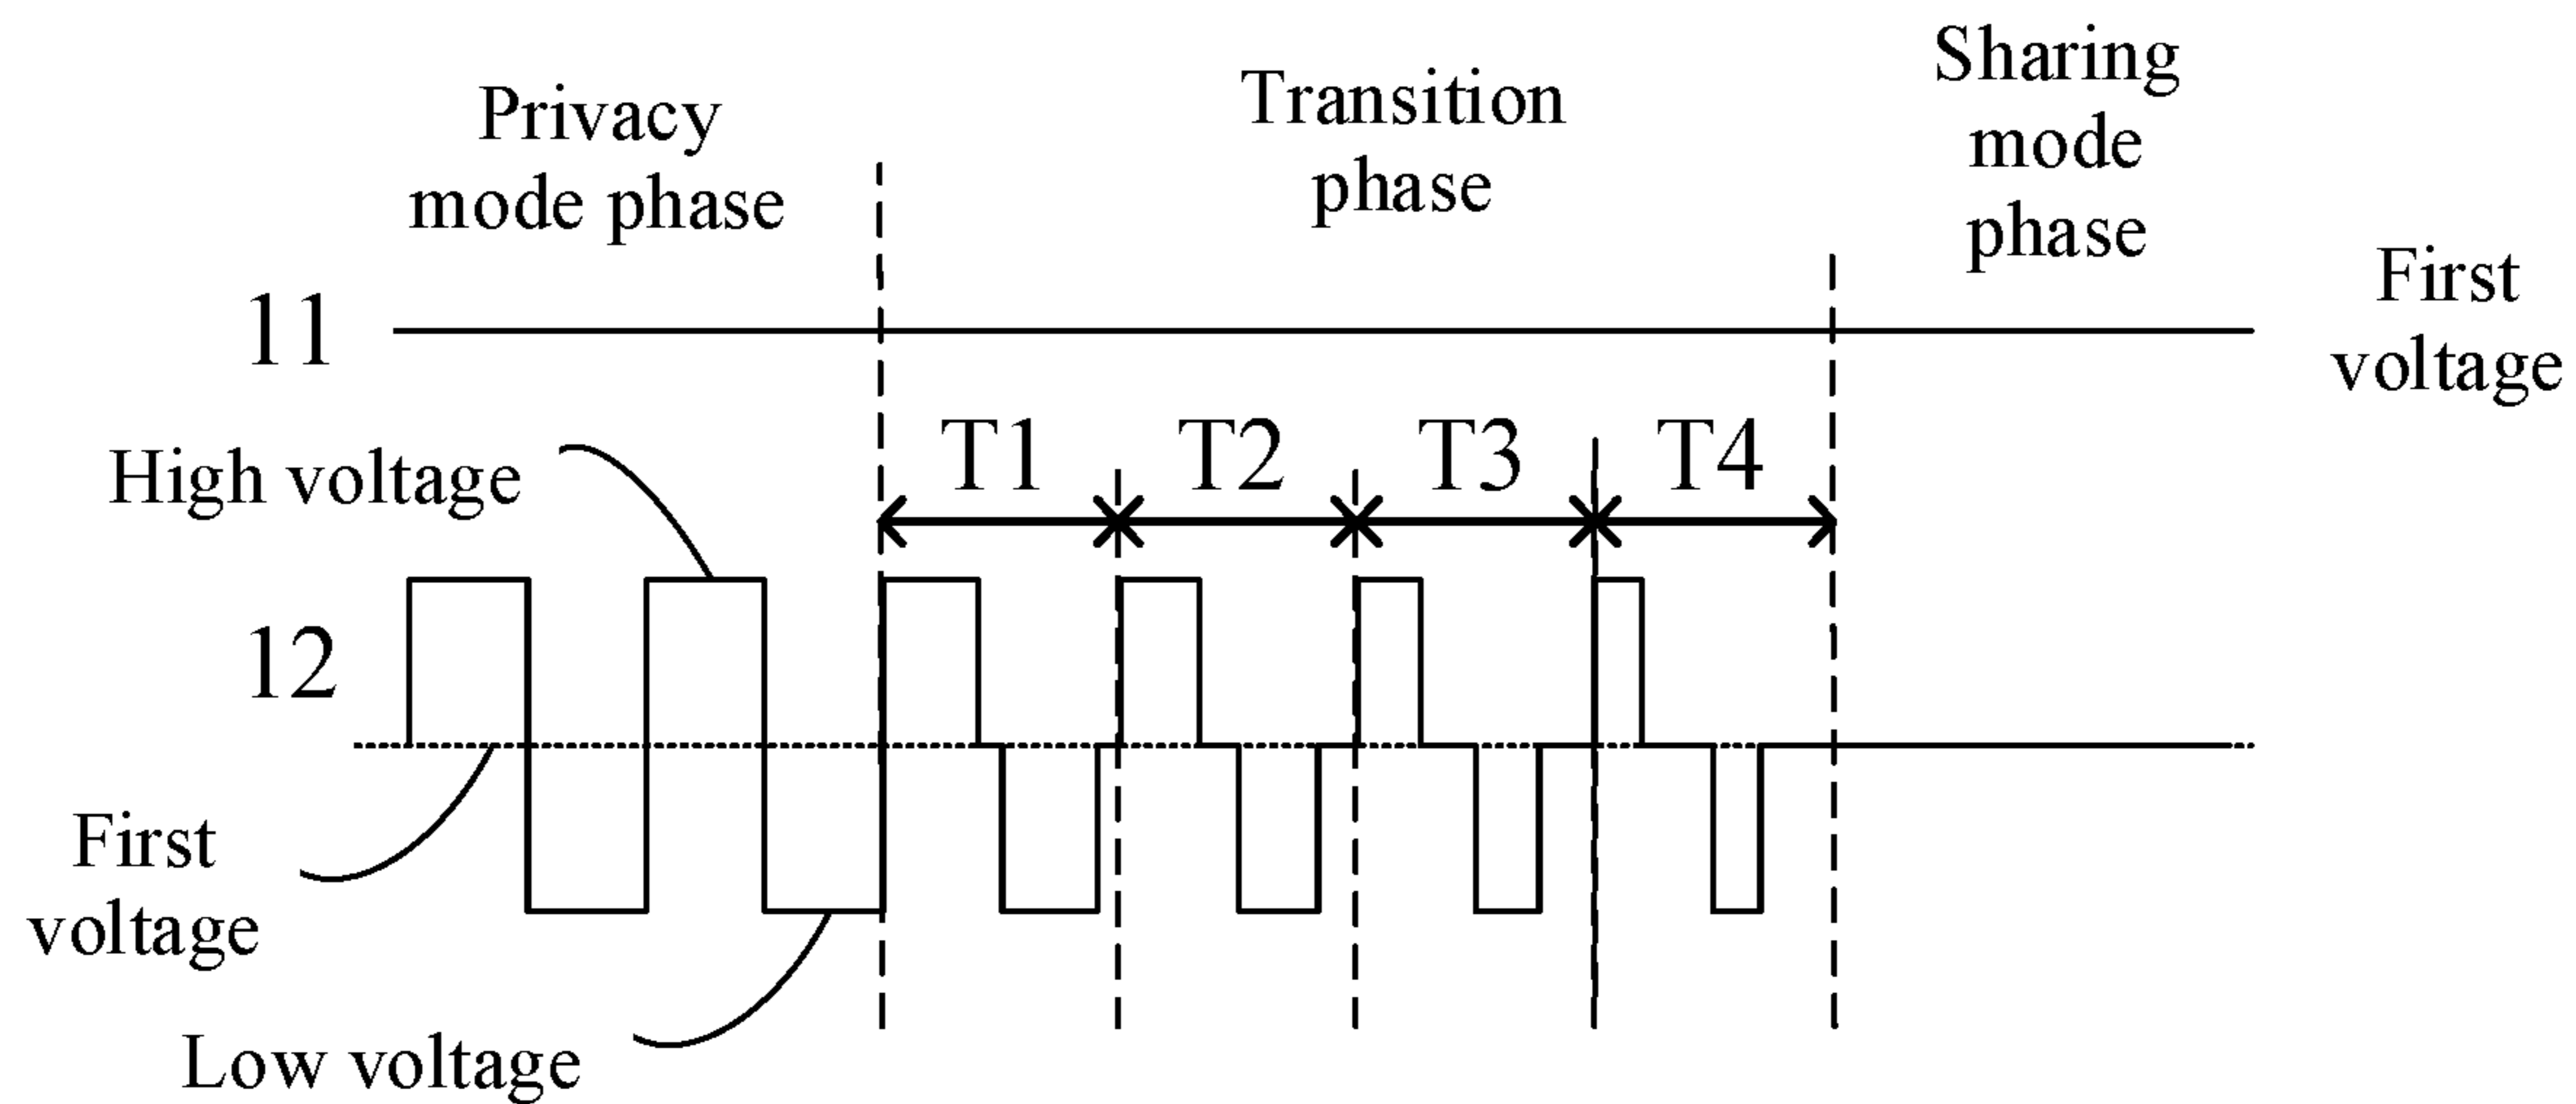 Privacy
mode phase
Transition
phase
Sharing
mode
phase
11
First
voltage
T1
T2
T3
T4
High voltage
12
First
voltage
Low voltage